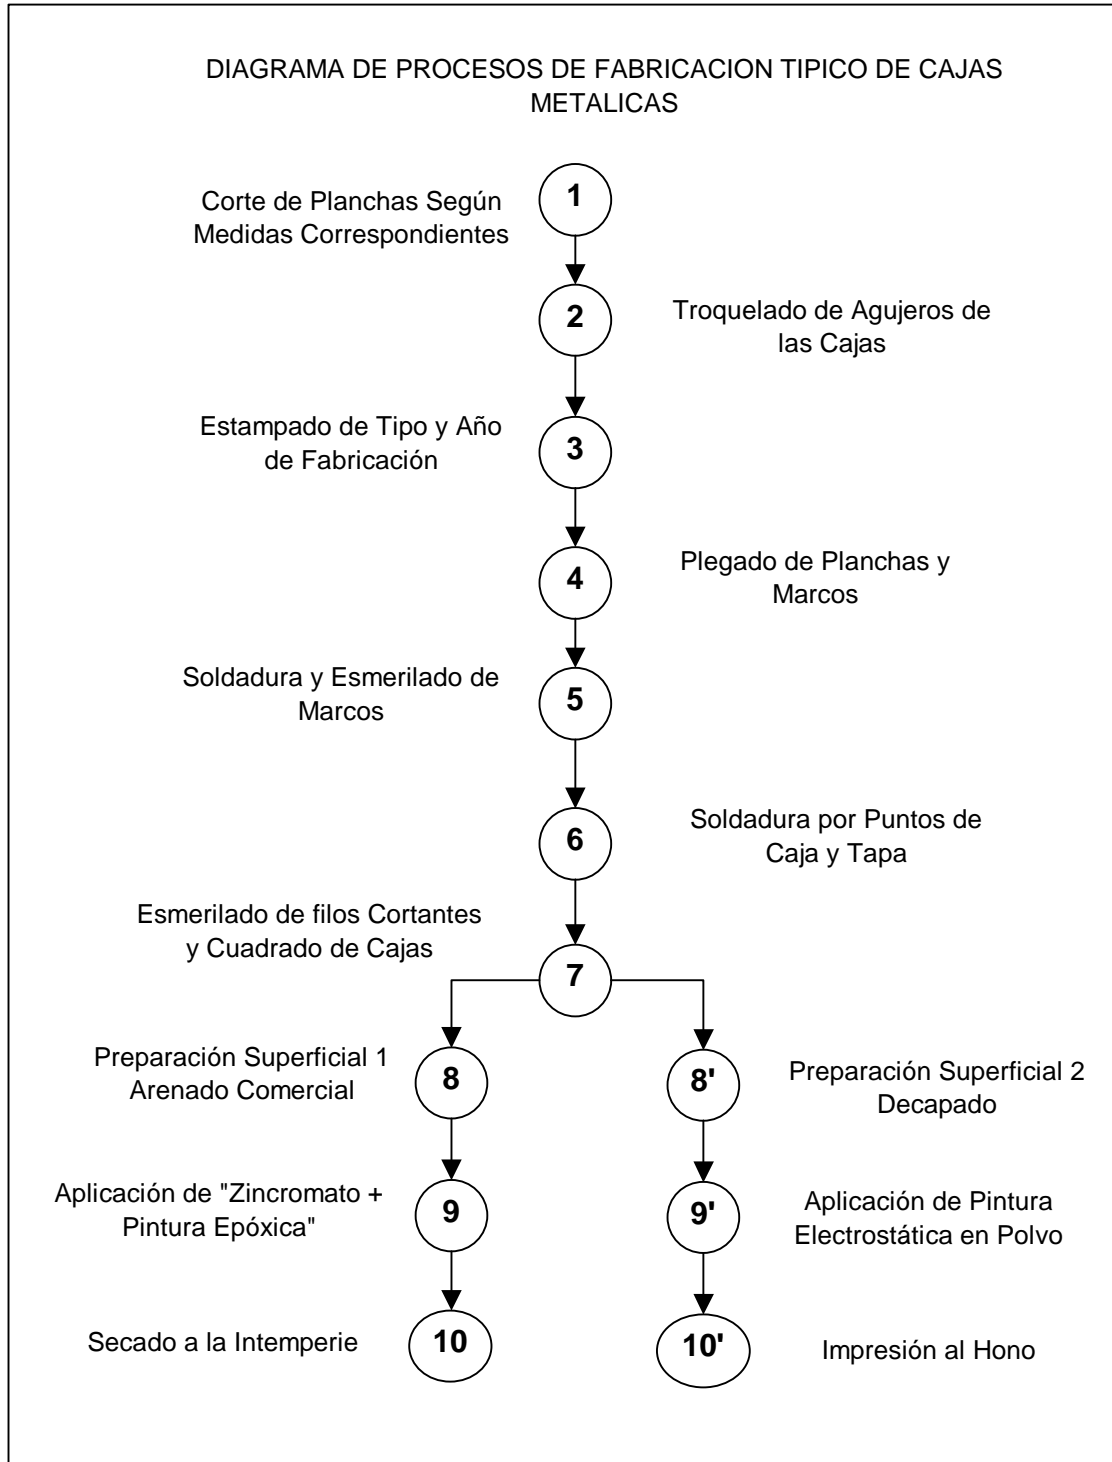 DIAGRAMA DE PROCESOS DE FABRICACION TIPICO DE CAJAS
METALICAS
1
Corte de Planchas Según
Medidas Correspondientes
2
Troquelado de Agujeros de
las Cajas
Estampado de Tipo y Año
de Fabricación
3
Plegado de Planchas y
Marcos
4
Soldadura y Esmerilado de
Marcos
5
Soldadura por Puntos de
Caja y Tapa
6
Esmerilado de filos Cortantes
y Cuadrado de Cajas
7
Preparación Superficial 1
Arenado Comercial
8
8'
Preparación Superficial 2
Decapado
Aplicación de "Zincromato +
Pintura Epóxica"
9
9'
Aplicación de Pintura
Electrostática en Polvo
Secado a la Intemperie
10
10'
Impresión al Hono